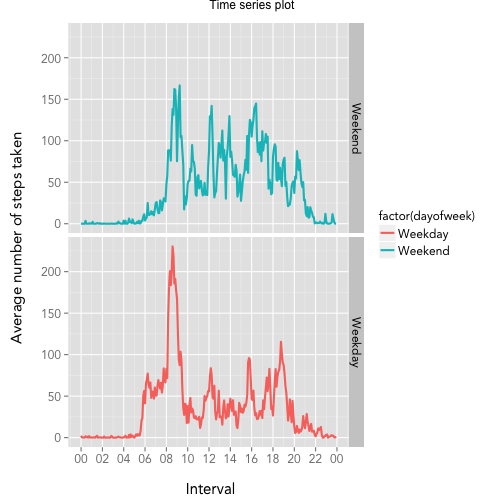 Time series plot
Average number of steps taken
200
150
100
50
0
Weekend
200
150
100
50
0
Weekday
00 02 04 06 08 10 12 14 16 18 20 22 00
Interval
factor(dayofweek)
Weekday
Weekend